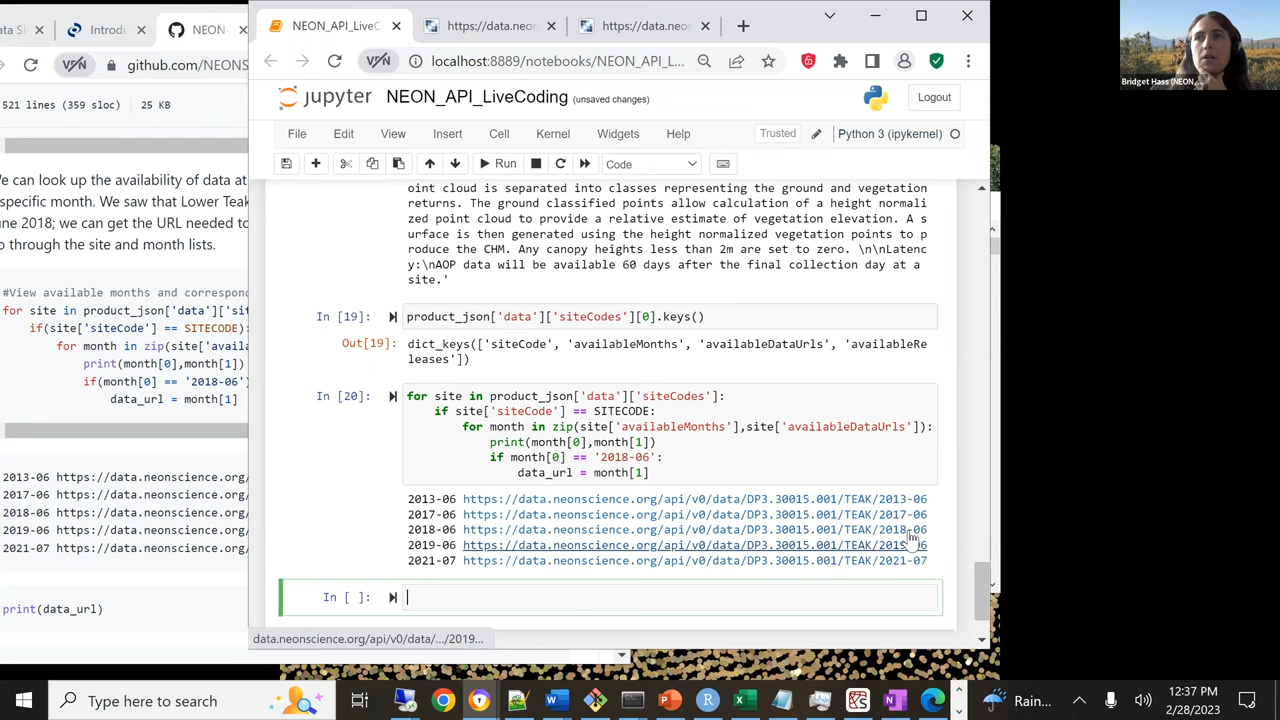 ata Sl
Introdu
NEON-
github.com/NEONS
521 lines (359 sloc)
25 KB
e can look up the availability of data at
specific month. We saw that Lower Teak
une 2018; we can get the URL needed to
o through the site and month lists.
#View available months and correspon
for site in product_json['data']['sit
if(site['siteCode'] == SITECODE):
for month in zip(site['availa
print(month[0],month[1])
if(month[0] == '2018-06')
data_url = month[1]
2013-06 https://data.neonscience.org/
2017-06 https://data.neonscience.org/
2018-06 https://data.neonscience.org/
2019-06 https://data.neonscience.org/
2021-07 https://data.neonscience.org/
print(data_url)
NEON_API_LiveC
https://data.neo
https://data.neo
VPN
localhost:8889/notebooks/NEON_API_L...
6
jupyter
NEON_API_LiveCoding (unsaved changes)
Logout
File Edit View Insert Cell Kernel Widgets Help
Trusted
Python 3 (ipykernel)
Run
Code
oint cloud is separated into classes representing the ground and vegetation
returns. The ground classified points allow calculation of a height normali
zed point cloud to provide a relative estimate of vegetation elevation. A s
urface is then generated using the height normalized vegetation points to p
roduce the CHM. Any canopy heights less than 2m are set to zero. \n\nLatenc
y:\nAOP data will be available 60 days after the final collection day at a
site.'
In [19]: product_json['data']['siteCodes'][0].keys()
Out[19]: dict_keys(['siteCode', 'availableMonths', 'availableDataUrls', 'availableRe
leases'])
In [20]: for site in product_json['data']['siteCodes']:
if site['siteCode'] == SITECODE:
for month in zip(site['availableMonths'],site['availableDataUrls']):
print(month[0],month[1])
if month[0] == '2018-06':
data_url = month[1]
2013-06 https://data.neonscience.org/api/v0/data/DP3.30015.001/TEAK/2013-06
2017-06 https://data.neonscience.org/api/v0/data/DP3.30015.001/TEAK/2017-06
2018-06 https://data.neonscience.org/api/v0/data/DP3.30015.001/TEAK/2018-06
2019-06 https://data.neonscience.org/api/v0/data/DP3.30015.001/TEAK/2019-06
2021-07 https://data.neonscience.org/api/v0/data/DP3.30015.001/TEAK/2021-07
In [ ]:
data.neonscience.org/api/v0/data/.../2019...
Bridget Hass (NEON, ...
Type here to search
Rain...
12:37 PM
2/28/2023